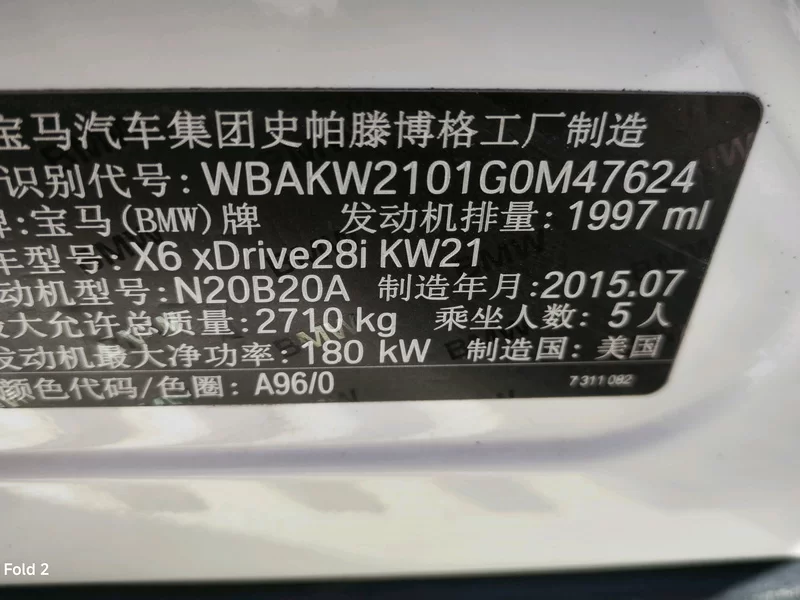 宝马汽车集团史帕滕博格工厂制造
识别代号: WBAKW2101G0M47624
牌:宝马(BMW)牌 发动机排量: 1997 ml
车型号: X6 xDrive28i KW21
动机型号: N20B20A 制造年月:2015.07
最大允许总质量: 2710 kg 乘坐人数: 5 人
发动机最大净功率: 180 kW 制造国: 美国
颜色代码/色圈: A96/0
7 311 082
Fold 2